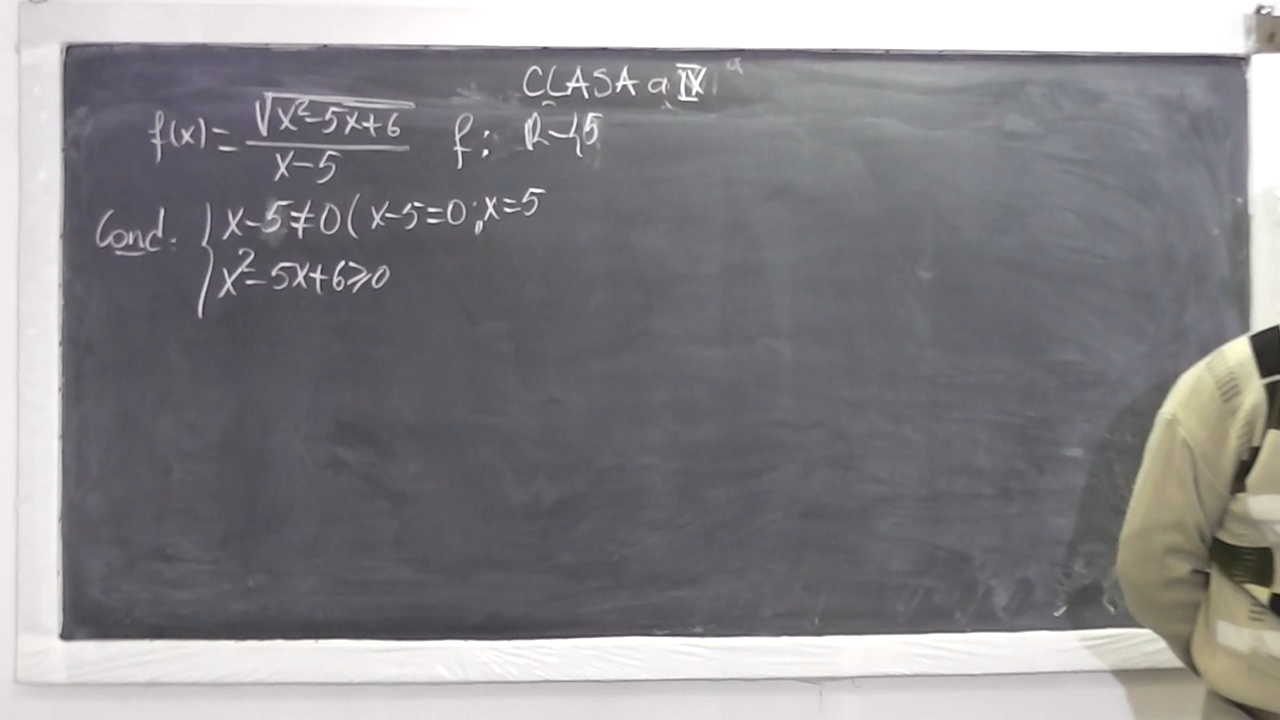 CLASA a IX a
f(x) = √(x²-5x+6) / (x-5)   f: R-{5
Cond: { x-5≠0 ( x-5=0; x=5
x²-5x+6⩾0